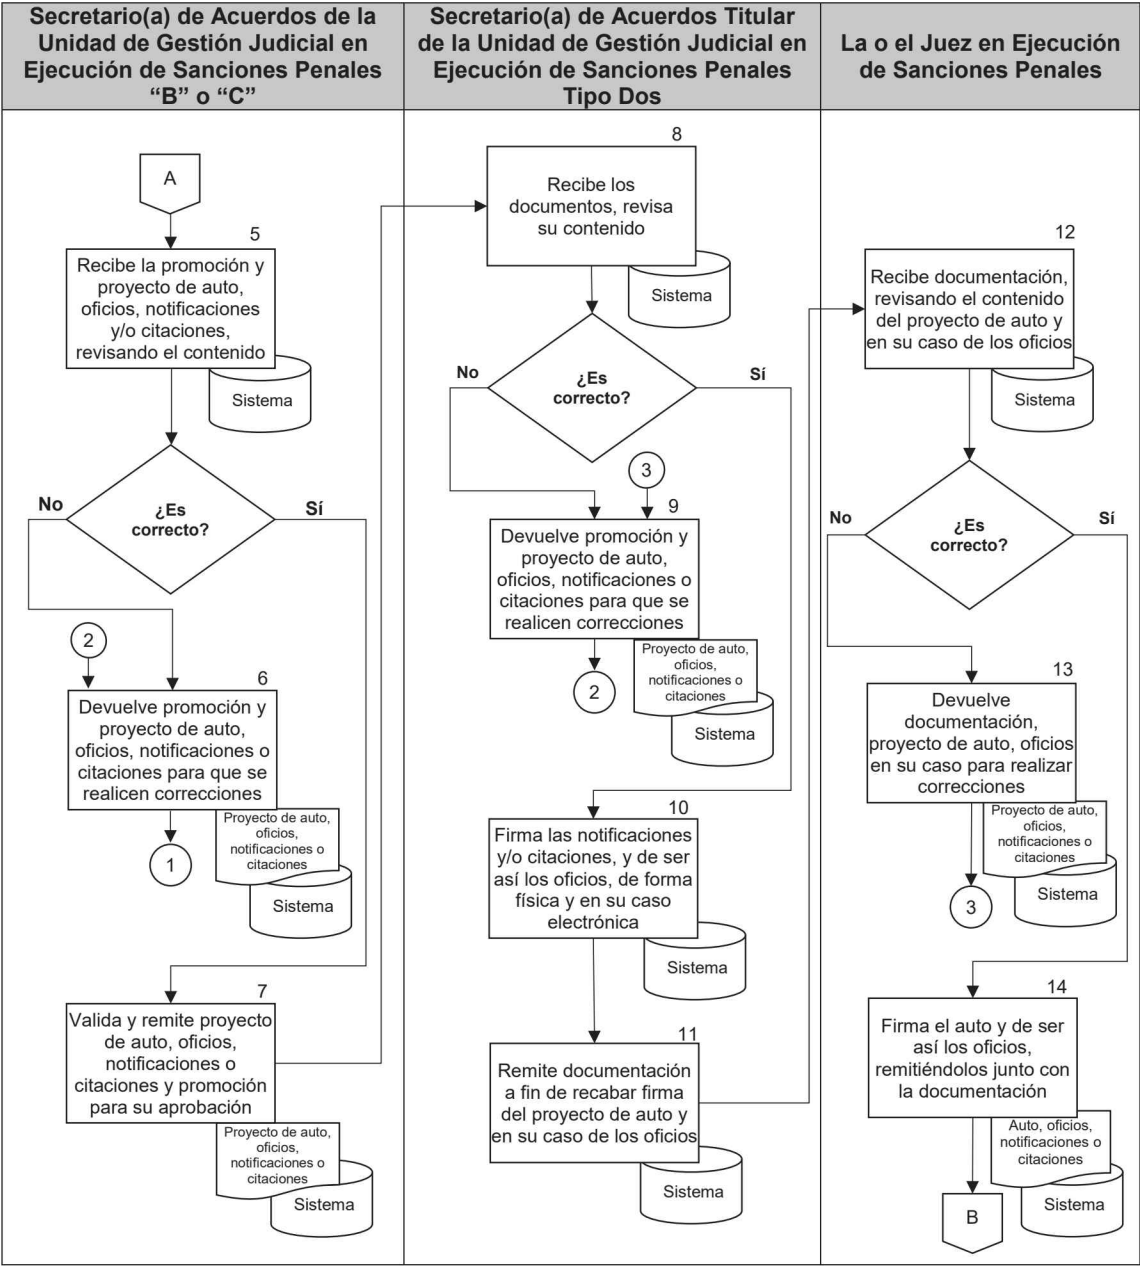 Secretario(a) de Acuerdos de la
Unidad de Gestión Judicial en
Ejecución de Sanciones Penales
“B” o “C”
Secretario(a) de Acuerdos Titular
de la Unidad de Gestión Judicial en
Ejecución de Sanciones Penales
Tipo Dos
La o el Juez en Ejecución
de Sanciones Penales
A
5
Recibe la promoción y
proyecto de auto,
oficios, notificaciones
y/o citaciones,
revisando el contenido
Sistema
¿Es
correcto?
No
Sí
2
6
Devuelve promoción y
proyecto de auto,
oficios, notificaciones o
citaciones para que se
realicen correcciones
Proyecto de auto,
oficios,
notificaciones o
citaciones
Sistema
1
7
Valida y remite proyecto
de auto, oficios,
notificaciones o
citaciones y promoción
para su aprobación
Proyecto de auto,
oficios,
notificaciones o
citaciones
Sistema
8
Recibe los
documentos, revisa
su contenido
Sistema
¿Es
correcto?
No
Sí
3
9
Devuelve promoción y
proyecto de auto,
oficios, notificaciones o
citaciones para que se
realicen correcciones
Proyecto de auto,
oficios,
notificaciones o
citaciones
Sistema
2
10
Firma las notificaciones
y/o citaciones, y de ser
así los oficios, de forma
física y en su caso
electrónica
Sistema
11
Remite documentación
a fin de recabar firma
del proyecto de auto y
en su caso de los oficios
Sistema
12
Recibe documentación,
revisando el contenido
del proyecto de auto y
en su caso de los oficios
Sistema
¿Es
correcto?
No
Sí
13
Devuelve
documentación,
proyecto de auto, oficios
en su caso para realizar
correcciones
Proyecto de auto,
oficios,
notificaciones o
citaciones
Sistema
3
14
Firma el auto y de ser
así los oficios,
remitiéndolos junto con
la documentación
Auto, oficios,
notificaciones o
citaciones
Sistema
B